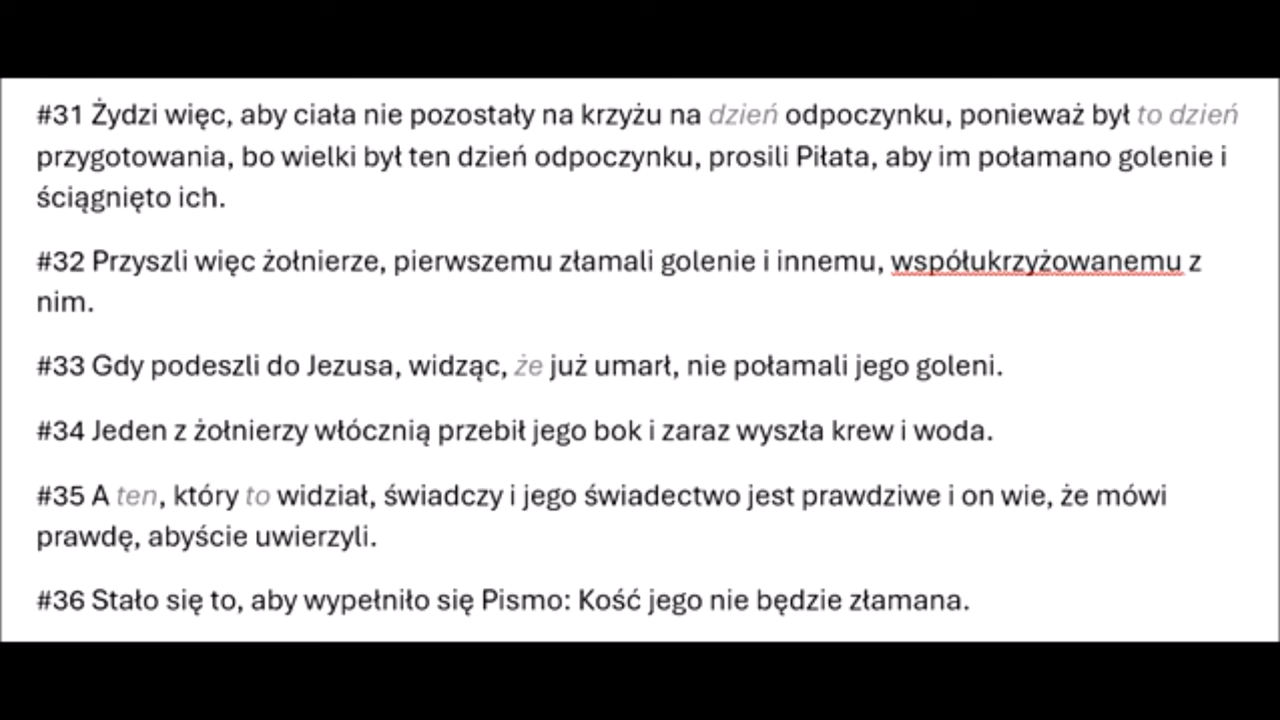 #31 Żydzi więc, aby ciała nie pozostały na krzyżu na dzień odpoczynku, ponieważ był to dzień
przygotowania, bo wielki był ten dzień odpoczynku, prosili Piłata, aby im połamano golenie i
ściągnięto ich.
#32 Przyszli więc żołnierze, pierwszemu złamali golenie i innemu, współukrzyżowanemu z
nim.
#33 Gdy podeszli do Jezusa, widząc, że już umarł, nie połamali jego goleni.
#34 Jeden z żołnierzy włócznią przebił jego bok i zaraz wyszła krew i woda.
#35 A ten, który to widział, świadczy i jego świadectwo jest prawdziwe i on wie, że mówi
prawdę, abyście uwierzyli.
#36 Stało się to, aby wypełniło się Pismo: Kość jego nie będzie złamana.